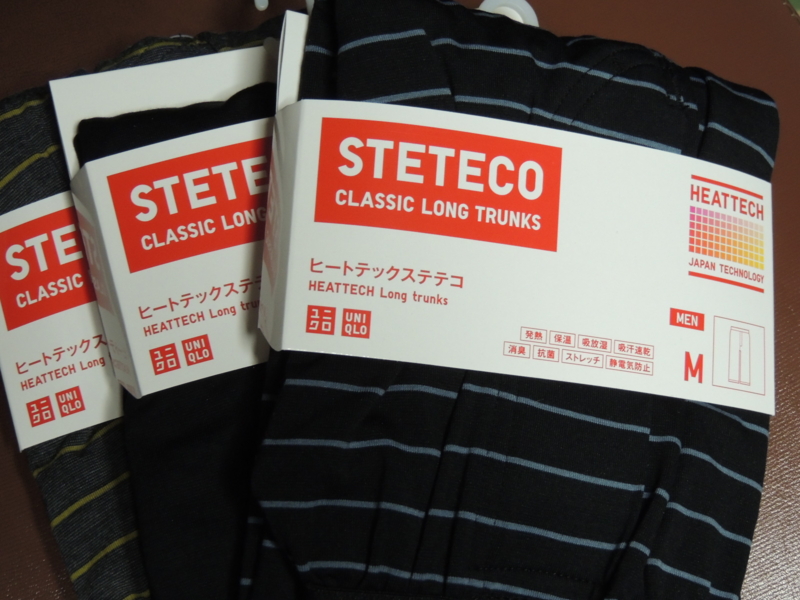 STETECO
CLASSIC LONG TRUNKS
ヒートテックステテコ
HEATTECH Long trunks
ユニ
クロ
UNI
QLO
HEATTECH
JAPAN TECHNOLOGY
MEN
M
発熱 保温 吸放湿 吸汗速乾
消臭 抗菌 ストレッチ 静電気防止
STETE
CLASSIC LONG
ヒートテックステテ
HEATTECH Long trun
ユニ
クロ
UNI
QLO
STE
CLASSIC
ヒートテックス
HEATTECH Long
ユニ
クロ
UNI
QLO